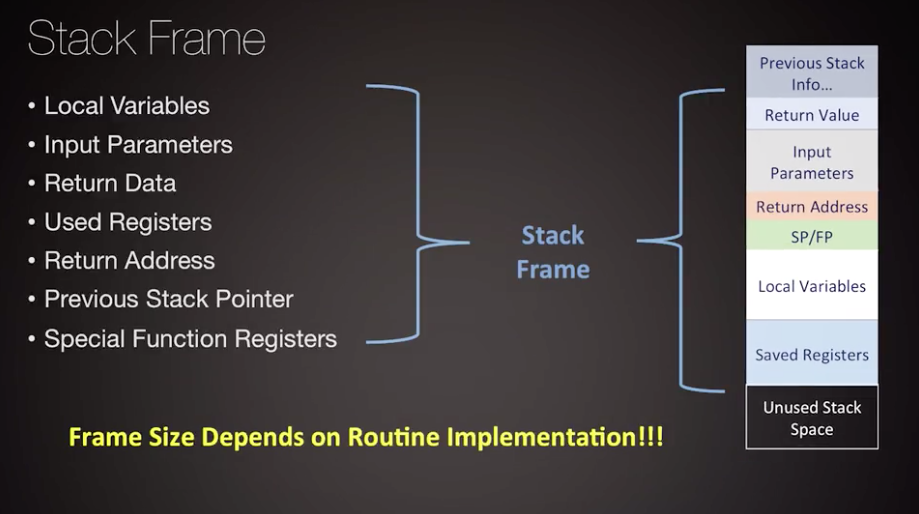 Stack Frame
• Local Variables
• Input Parameters
• Return Data
• Used Registers
• Return Address
• Previous Stack Pointer
• Special Function Registers
Stack
Frame
Previous Stack
Info...
Return Value
Input
Parameters
Return Address
SP/FP
Local Variables
Saved Registers
Unused Stack
Space
Frame Size Depends on Routine Implementation!!!